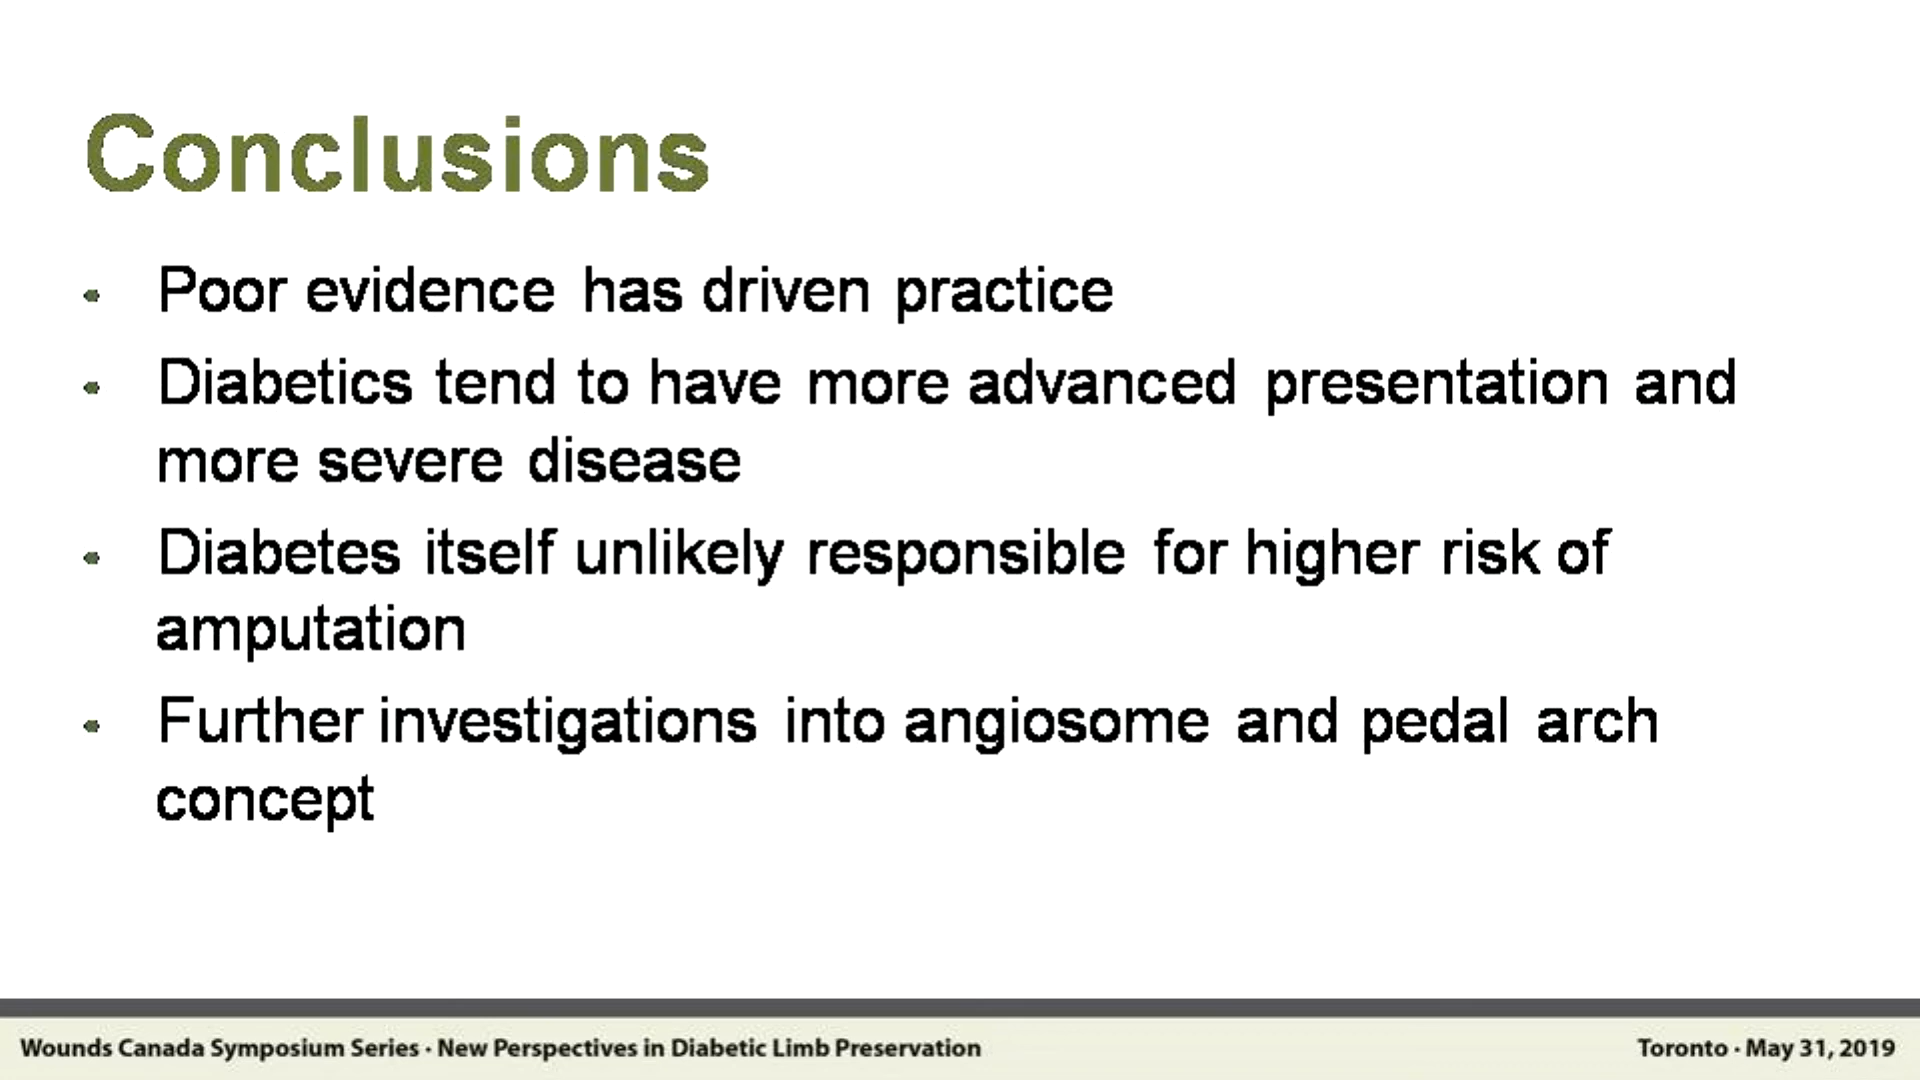 Conclusions
• Poor evidence has driven practice
• Diabetics tend to have more advanced presentation and
more severe disease
• Diabetes itself unlikely responsible for higher risk of
amputation
• Further investigations into angiosome and pedal arch
concept
Wounds Canada Symposium Series · New Perspectives in Diabetic Limb Preservation
Toronto · May 31, 2019